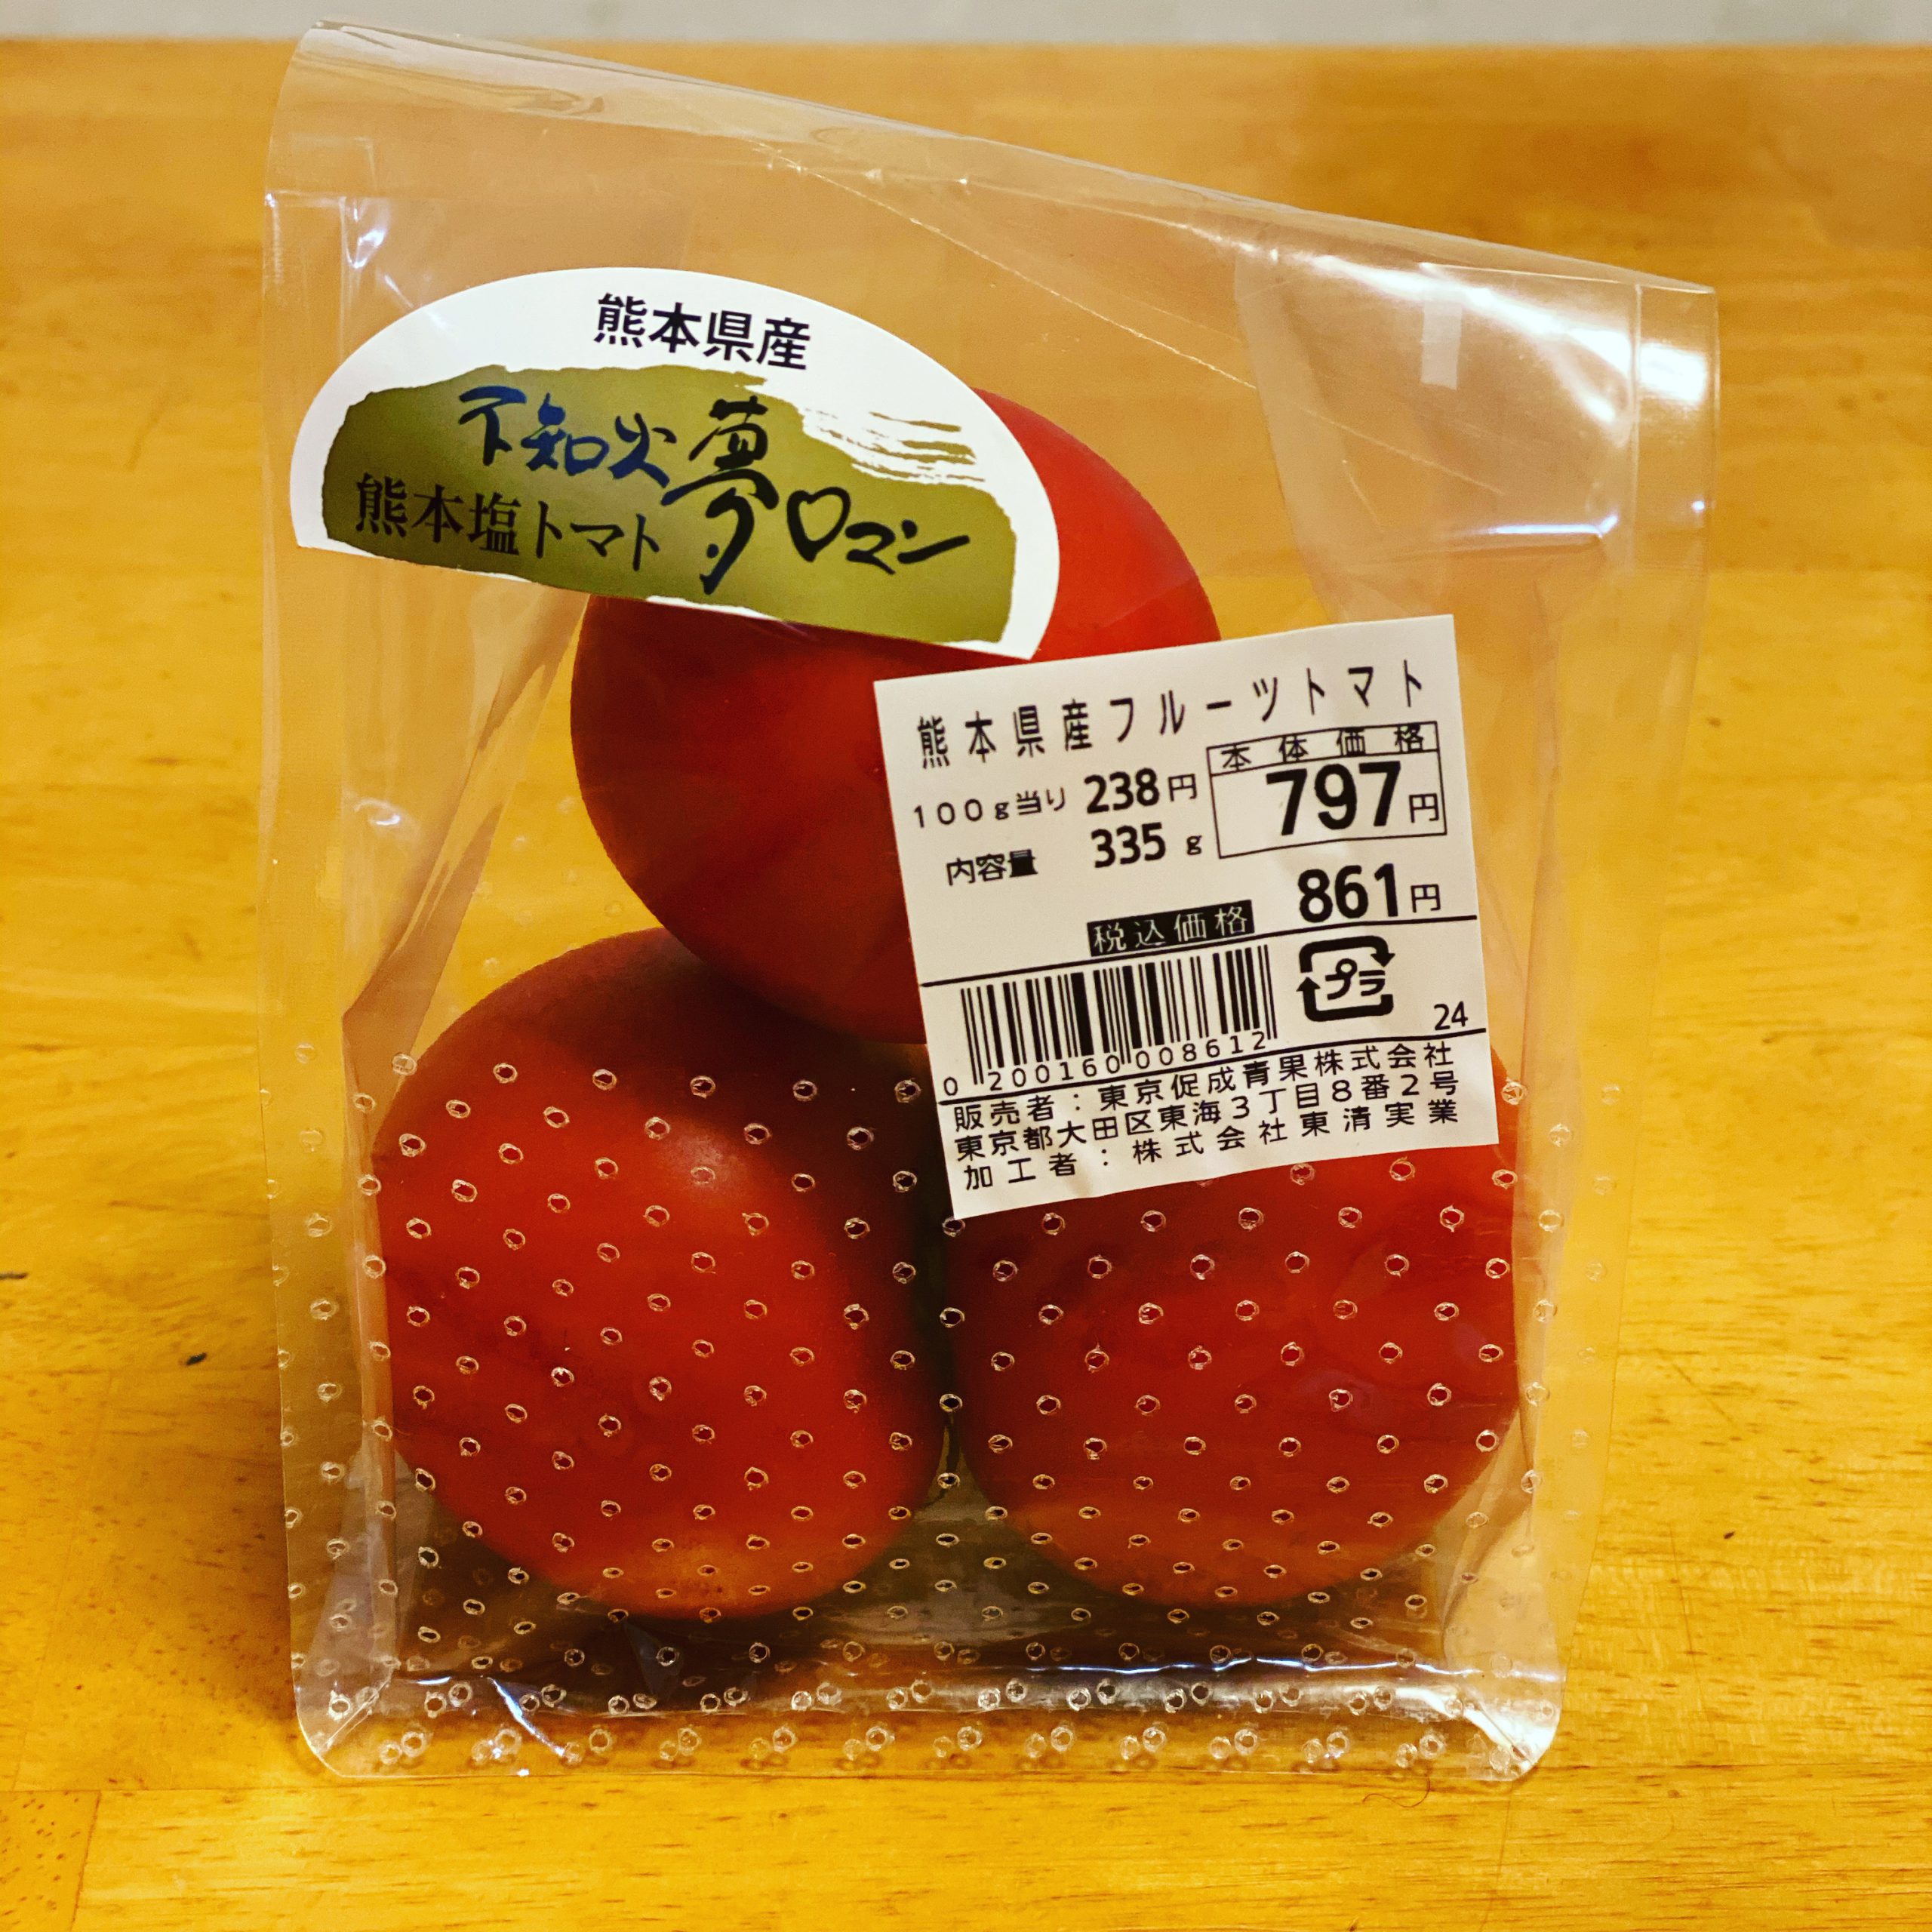 熊本県産
不知火夢ロマン
熊本塩トマト
熊本県産フルーツトマト
100g当り 238円
本体価格
797円
内容量 335g
税込価格 861円
プラ
0 200160 008612
24
販売者:東京促成青果株式会社
東京都大田区東海3丁目8番2号
加工者:株式会社東清実業